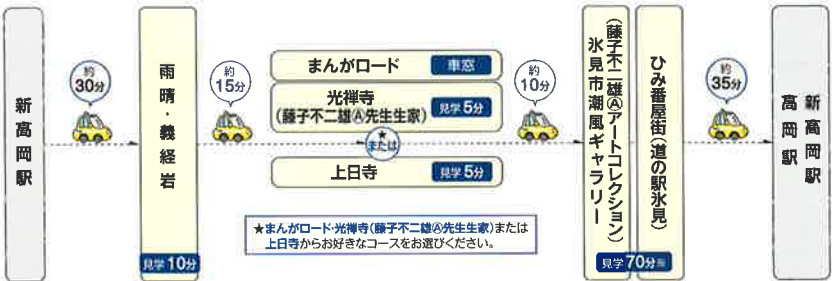 新高岡駅
約
30分
雨晴・義経岩
見学10分
約
15分
まんがロード
車窓
光禅寺
(藤子不二雄Ⓐ先生生家)
見学5分
★
または
上日寺
見学5分
★まんがロード・光禅寺(藤子不二雄Ⓐ先生生家)または
上日寺からお好きなコースをお選びください。
約
10分
氷見市潮風ギャラリー
(藤子不二雄Ⓐアートコレクション)
ひみ番屋街(道の駅氷見)
見学70分※
約
35分
新高岡駅
高岡駅